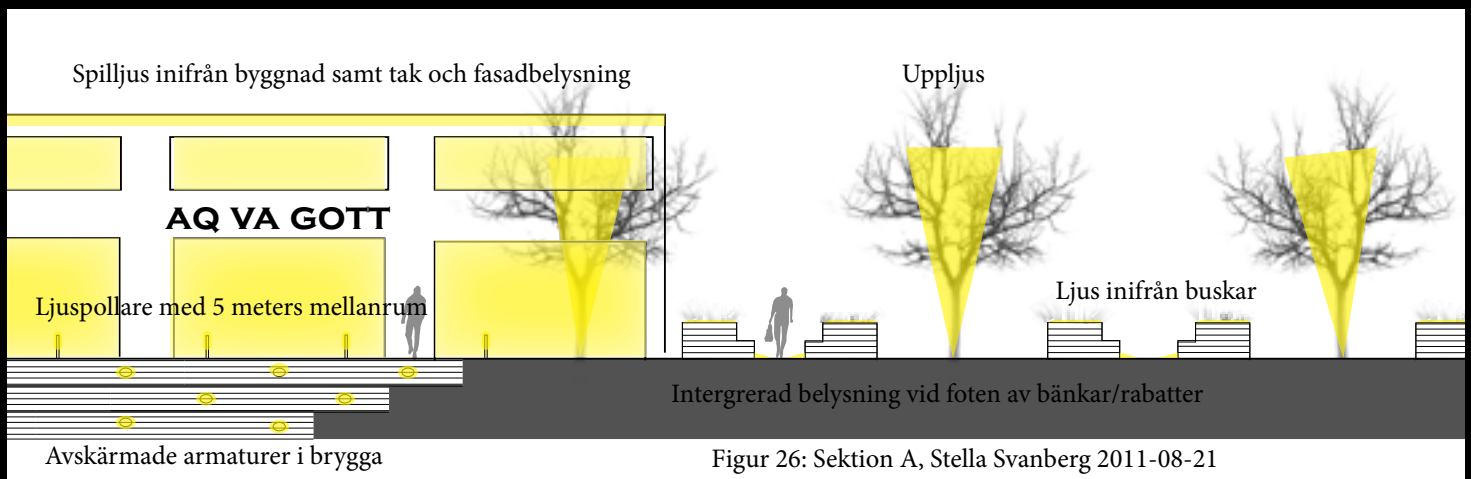 Spilljus inifrån byggnad samt tak och fasadbelysning
Uppljus
AQ VA GOTT
Ljuspollare med 5 meters mellanrum
Ljus inifrån buskar
Intergrerad belysning vid foten av bänkar/rabatter
Avskärmade armaturer i brygga
Figur 26: Sektion A, Stella Svanberg 2011-08-21